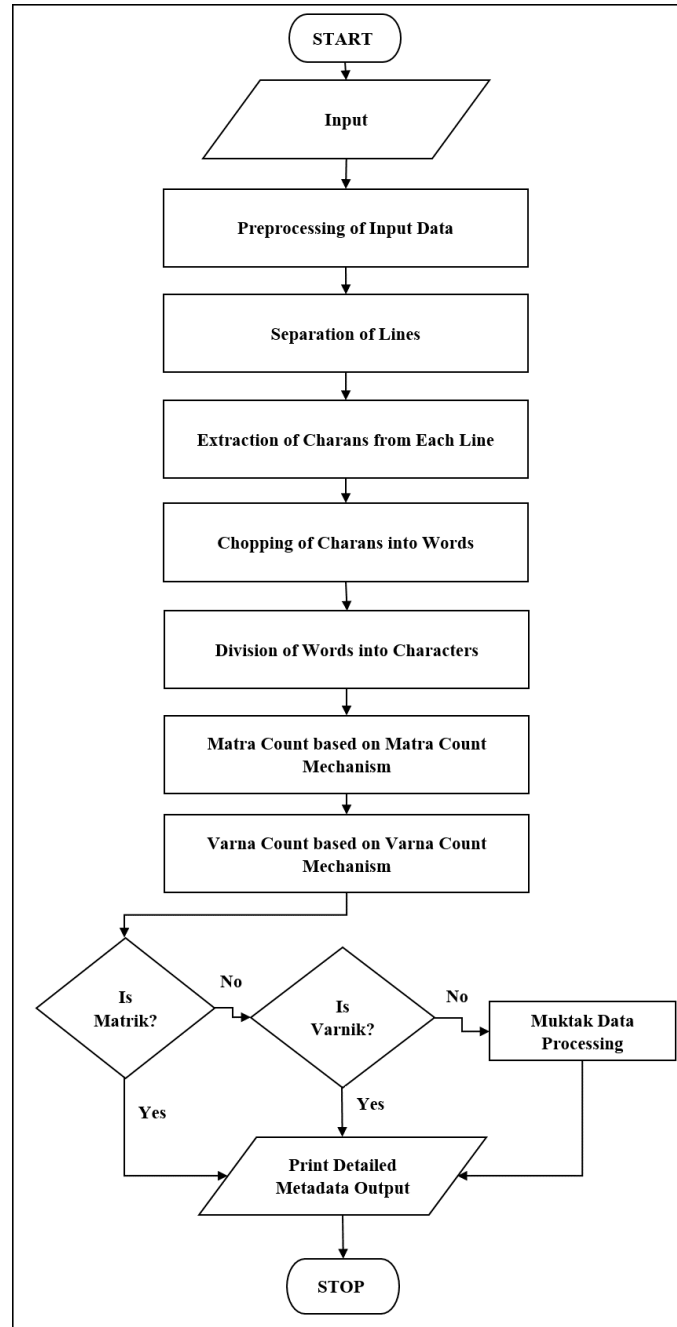 START
Input
Preprocessing of Input Data
Separation of Lines
Extraction of Charans from Each Line
Chopping of Charans into Words
Division of Words into Characters
Matra Count based on Matra Count
Mechanism
Varna Count based on Varna Count
Mechanism
Is
Matrik?
No
Is
Varnik?
No
Muktak Data
Processing
Yes
Yes
Print Detailed
Metadata Output
STOP